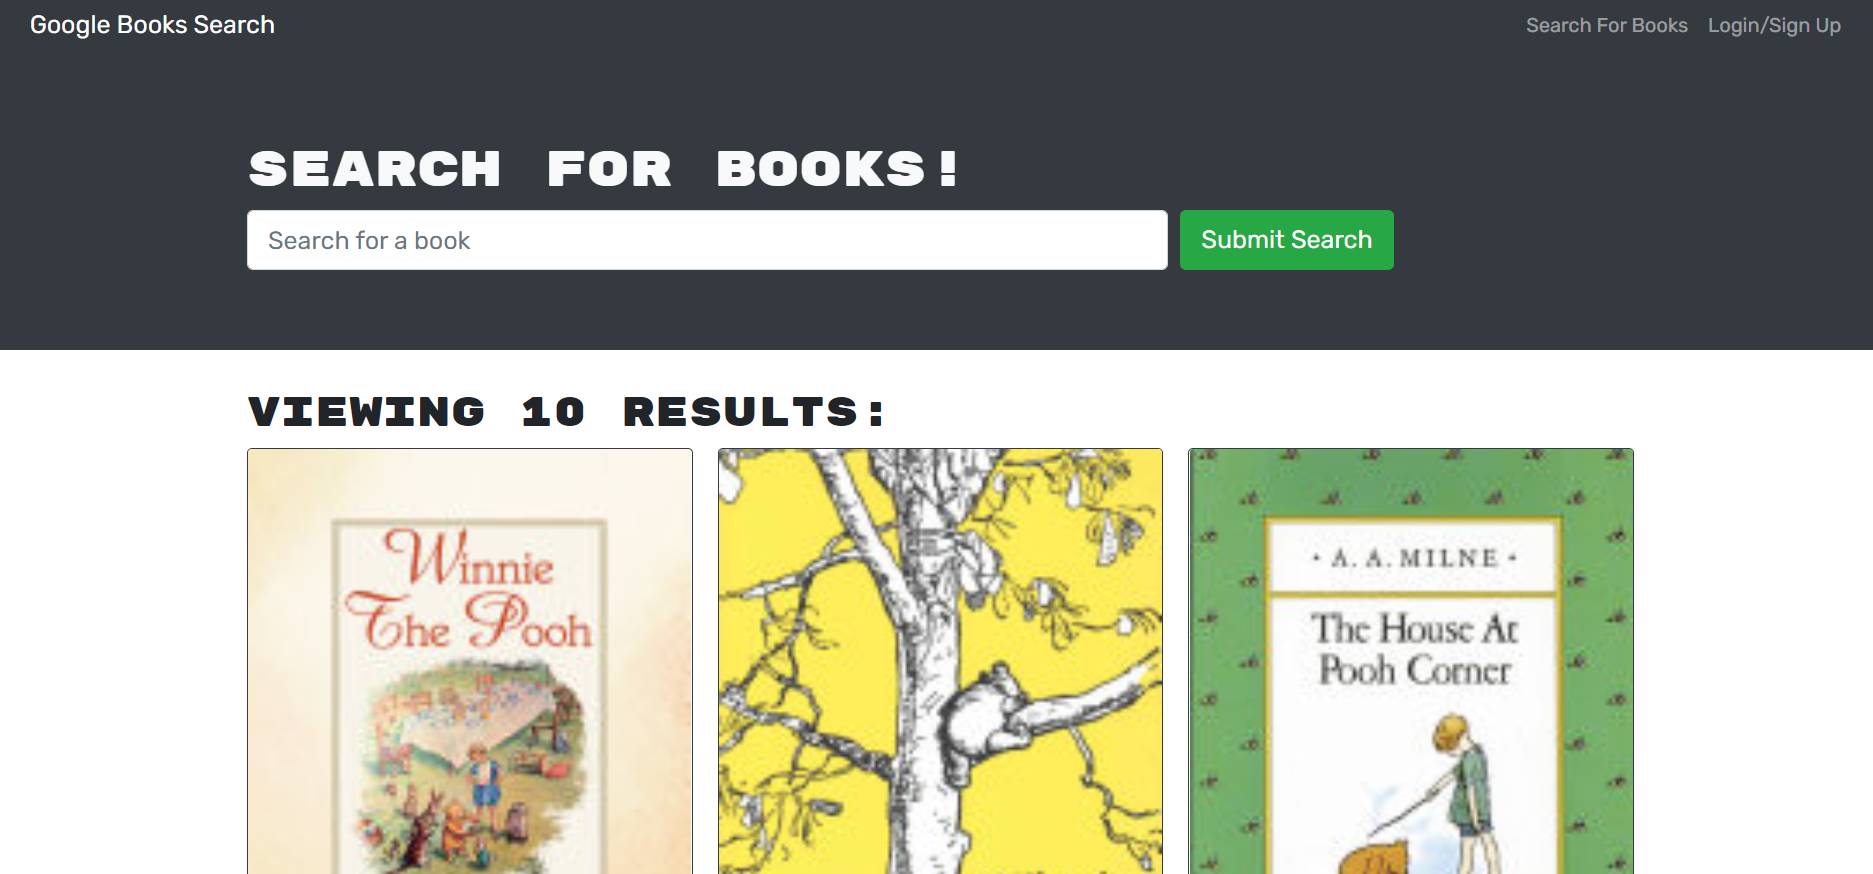 Google Books Search
Search For Books
Login/Sign Up
SEARCH FOR BOOKS!
Search for a book
Submit Search
VIEWING 10 RESULTS:
Winnie
The Pooh
· A. A. MILNE ·
The House At
Pooh Corner